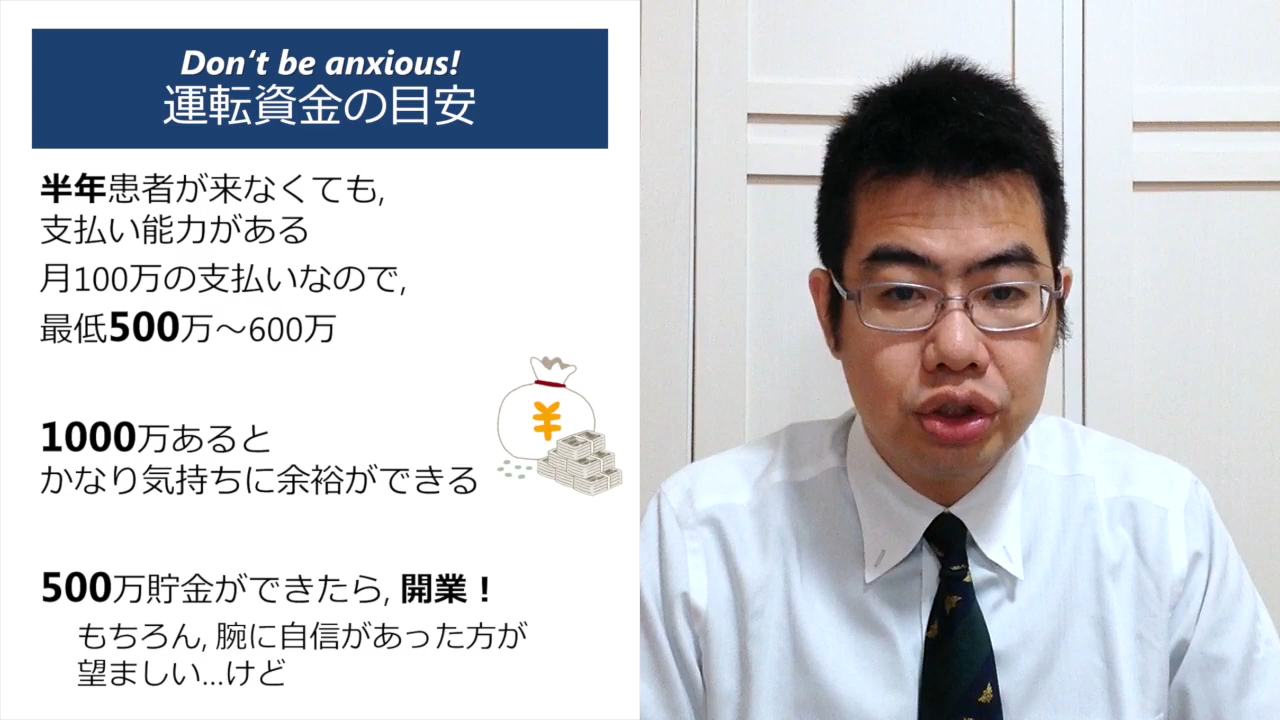 Don't be anxious!
運転資金の目安
半年患者が来なくても,
支払い能力がある
月100万の支払いなので,
最低500万～600万
¥
1000万あると
かなり気持ちに余裕ができる
500万貯金ができたら, 開業！
もちろん, 腕に自信があった方が
望ましい...けど